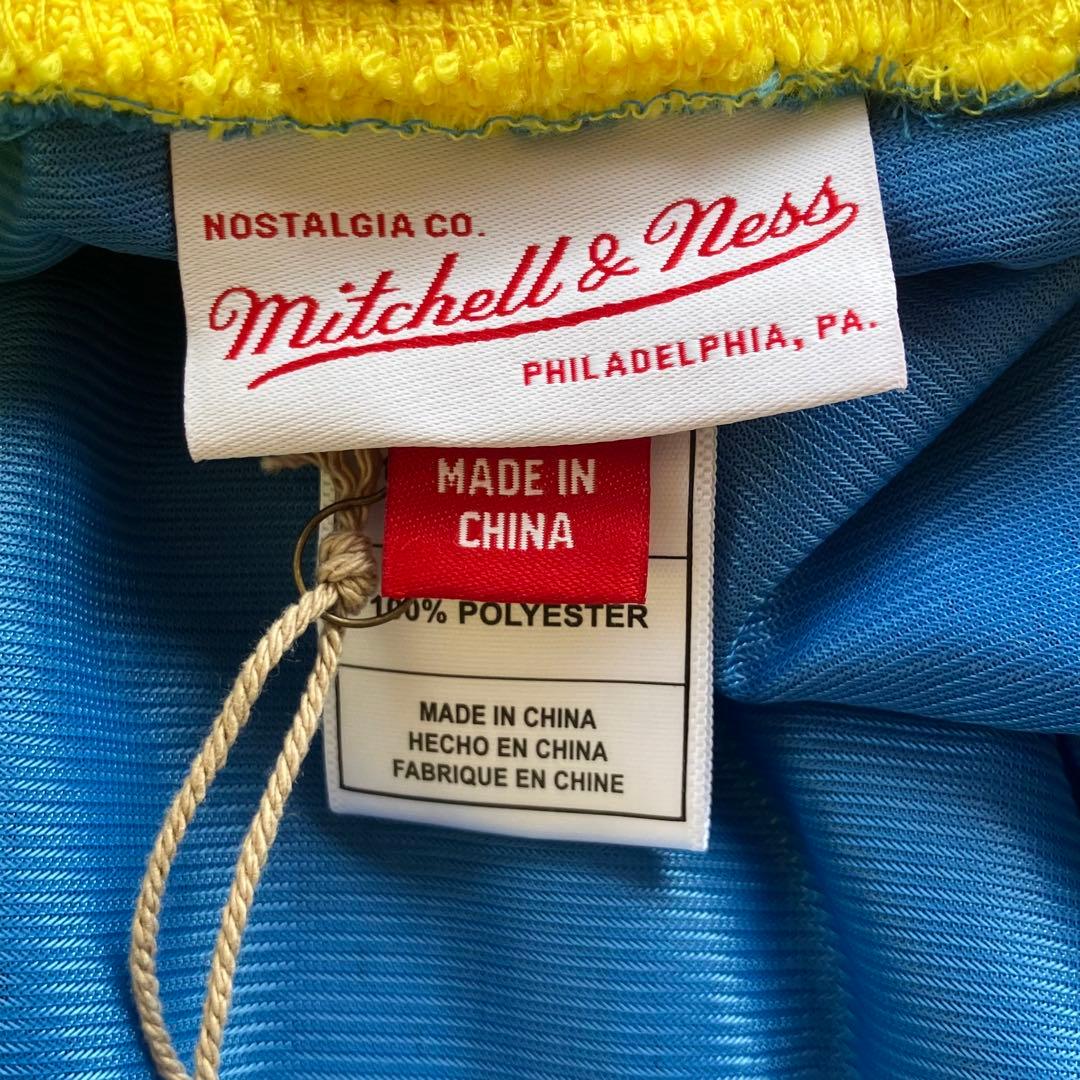 NOSTALGIA CO.
Mitchell & Ness
PHILADELPHIA, PA.
MADE IN
CHINA
100% POLYESTER
MADE IN CHINA
HECHO EN CHINA
FABRIQUE EN CHINE